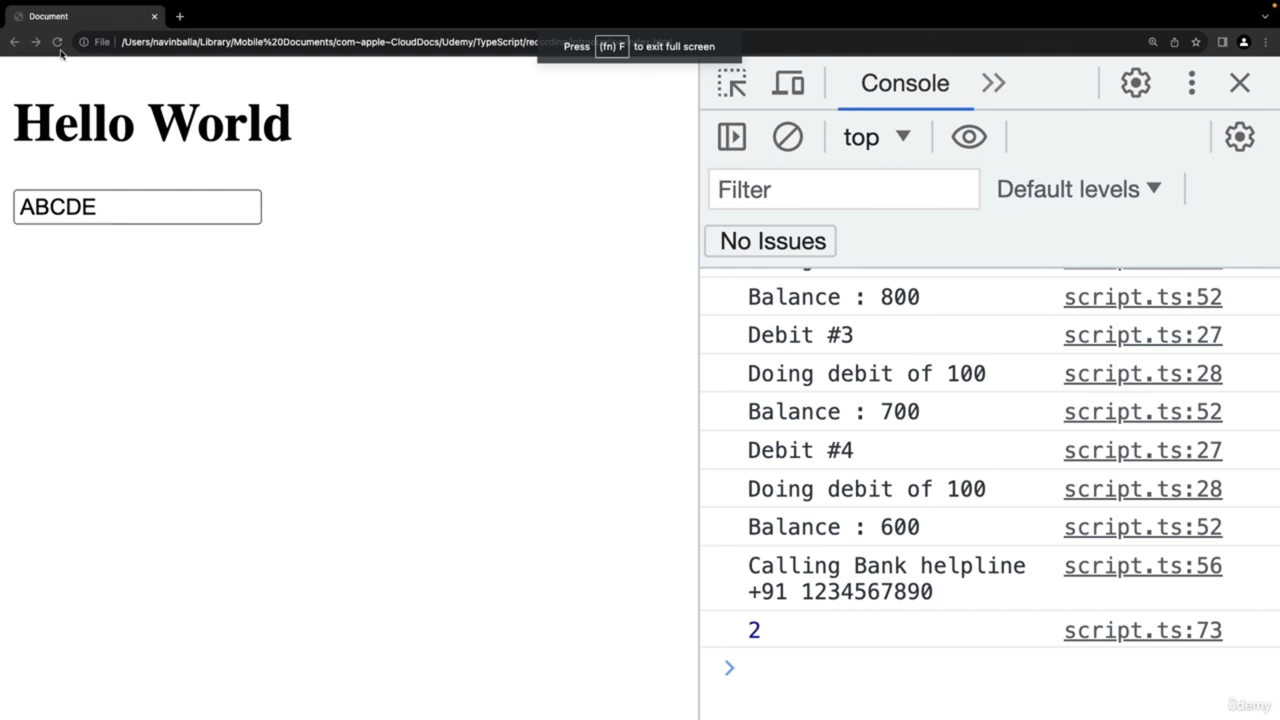 Document
File
/Users/navinballa/Library/Mobile%20Documents/com~apple~CloudDocs/Udemy/TypeScript/rec
Press (fn) F to exit full screen
Hello World
ABCDE
Console
top
Filter
Default levels
No Issues
Balance : 800 script.ts:52
Debit #3 script.ts:27
Doing debit of 100 script.ts:28
Balance : 700 script.ts:52
Debit #4 script.ts:27
Doing debit of 100 script.ts:28
Balance : 600 script.ts:52
Calling Bank helpline script.ts:56
+91 1234567890
2 script.ts:73
ûdemy